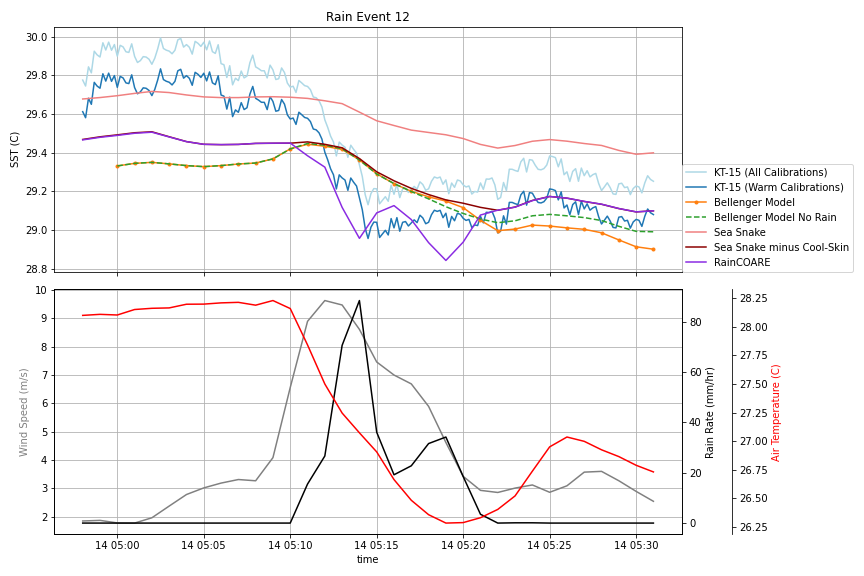 Rain Event 12
SST (C)
30.0
29.8
29.6
29.4
29.2
29.0
28.8
KT-15 (All Calibrations)
KT-15 (Warm Calibrations)
Bellenger Model
Bellenger Model No Rain
Sea Snake
Sea Snake minus Cool-Skin
RainCOARE
Wind Speed (m/s)
10
9
8
7
6
5
4
3
2
80
60
40
20
0
Rain Rate (mm/hr)
28.25
28.00
27.75
27.50
27.25
27.00
26.75
26.50
26.25
Air Temperature (C)
14 05:00
14 05:05
14 05:10
14 05:15
14 05:20
14 05:25
14 05:30
time